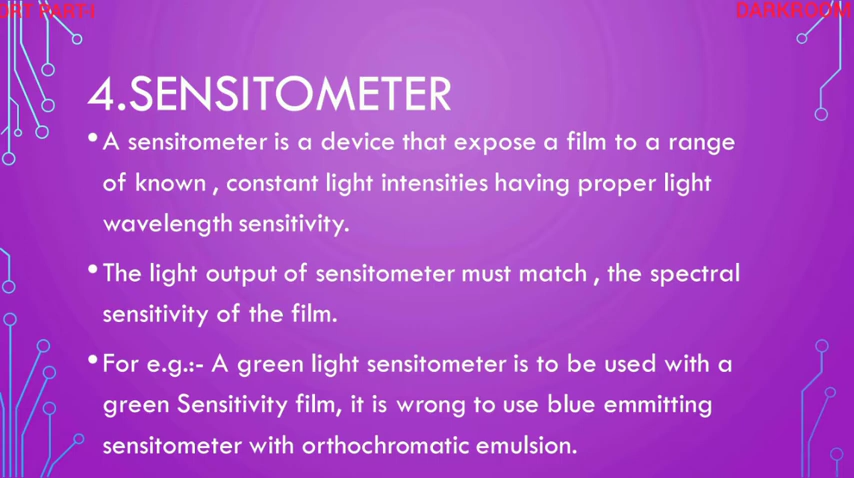 ORT PART-I
DARKROOM
4.SENSITOMETER
•A sensitometer is a device that expose a film to a range
of known , constant light intensities having proper light
wavelength sensitivity.
•The light output of sensitometer must match , the spectral
sensitivity of the film.
•For e.g.:- A green light sensitometer is to be used with a
green Sensitivity film, it is wrong to use blue emmitting
sensitometer with orthochromatic emulsion.